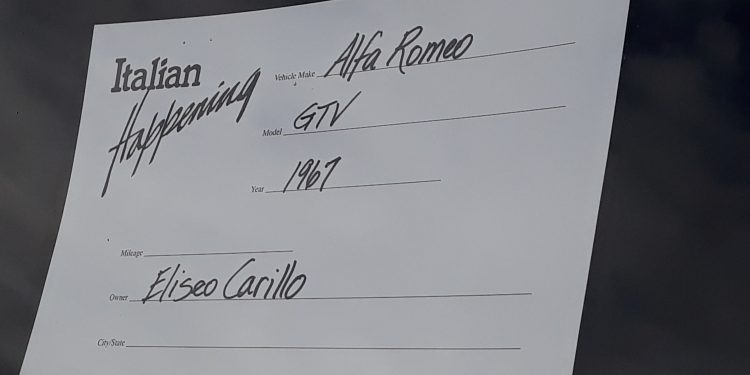 Italian
Happening
Vehicle Make Alfa Romeo
Model GTV
Year 1967
Mileage
Owner Eliseo Carillo
City/State